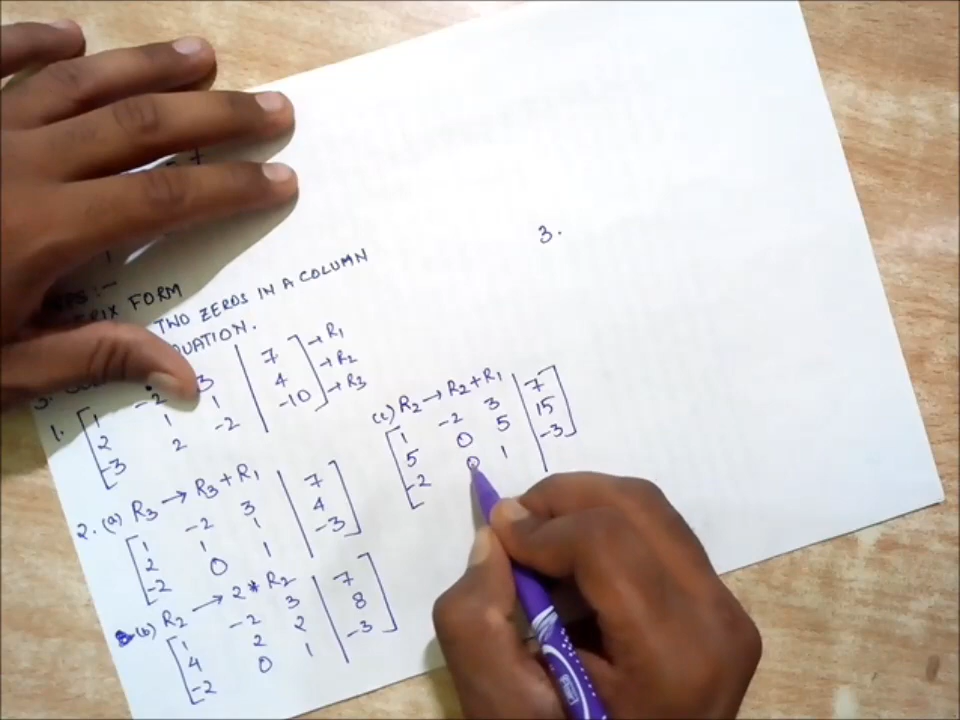 TWO ZEROS IN A COLUMN
3.
1. [ 1 -2 3 | 7 ] → R1
2 1 1 | 4 → R2
-3 2 -2 | -10 → R3
2. (a) R3 → R3 + R1
[ 1 -2 3 | 7 ]
2 1 1 | 4
-2 0 1 | -3
(b) R2 → 2 * R2
[ 1 -2 3 | 7 ]
4 2 2 | 8
-2 0 1 | -3
(c) R2 → R2 + R1
[ 1 -2 3 | 7 ]
5 0 5 | 15
-2 0 1 | -3
3.